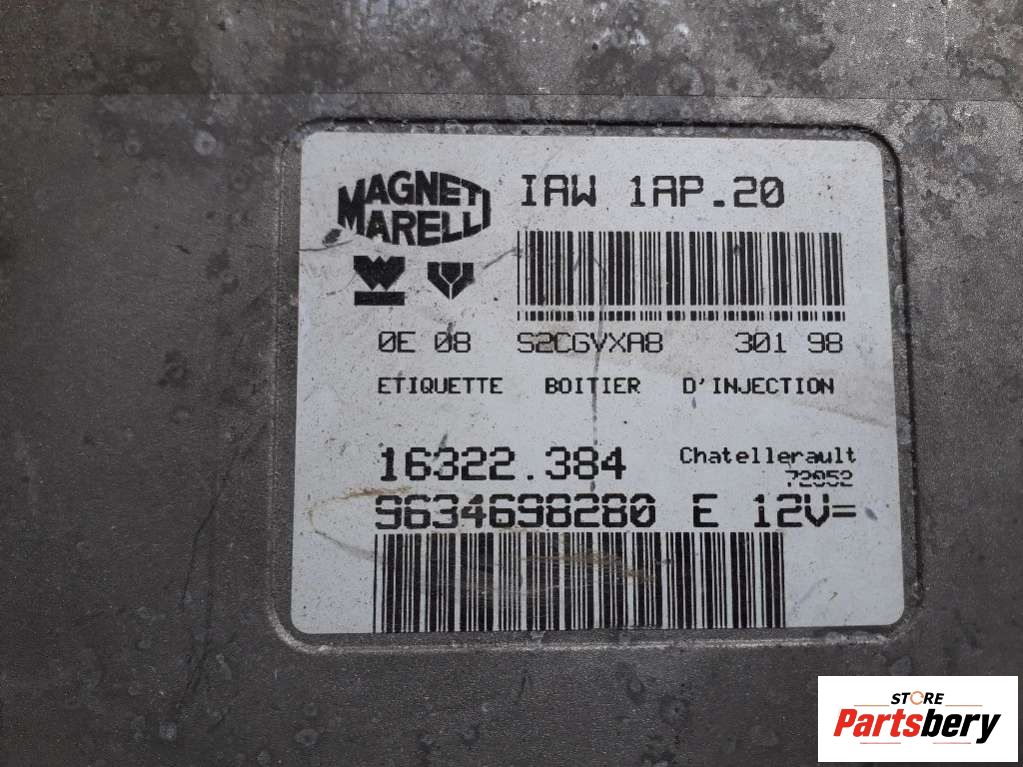 MAGNETI
MARELLI
IAW 1AP.20
0E 08 S2CGVXA8 301 98
ETIQUETTE BOITIER D'INJECTION
16322.384 Chatellerault
72952
9634698280 E 12V=
STORE
Partsbery